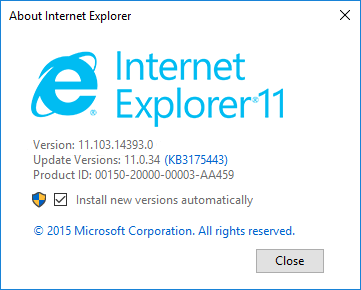 About Internet Explorer
Internet
Explorer®11
Version: 11.103.14393.0
Update Versions: 11.0.34 (KB3175443)
Product ID: 00150-20000-00003-AA459
Install new versions automatically
© 2015 Microsoft Corporation. All rights reserved.
Close